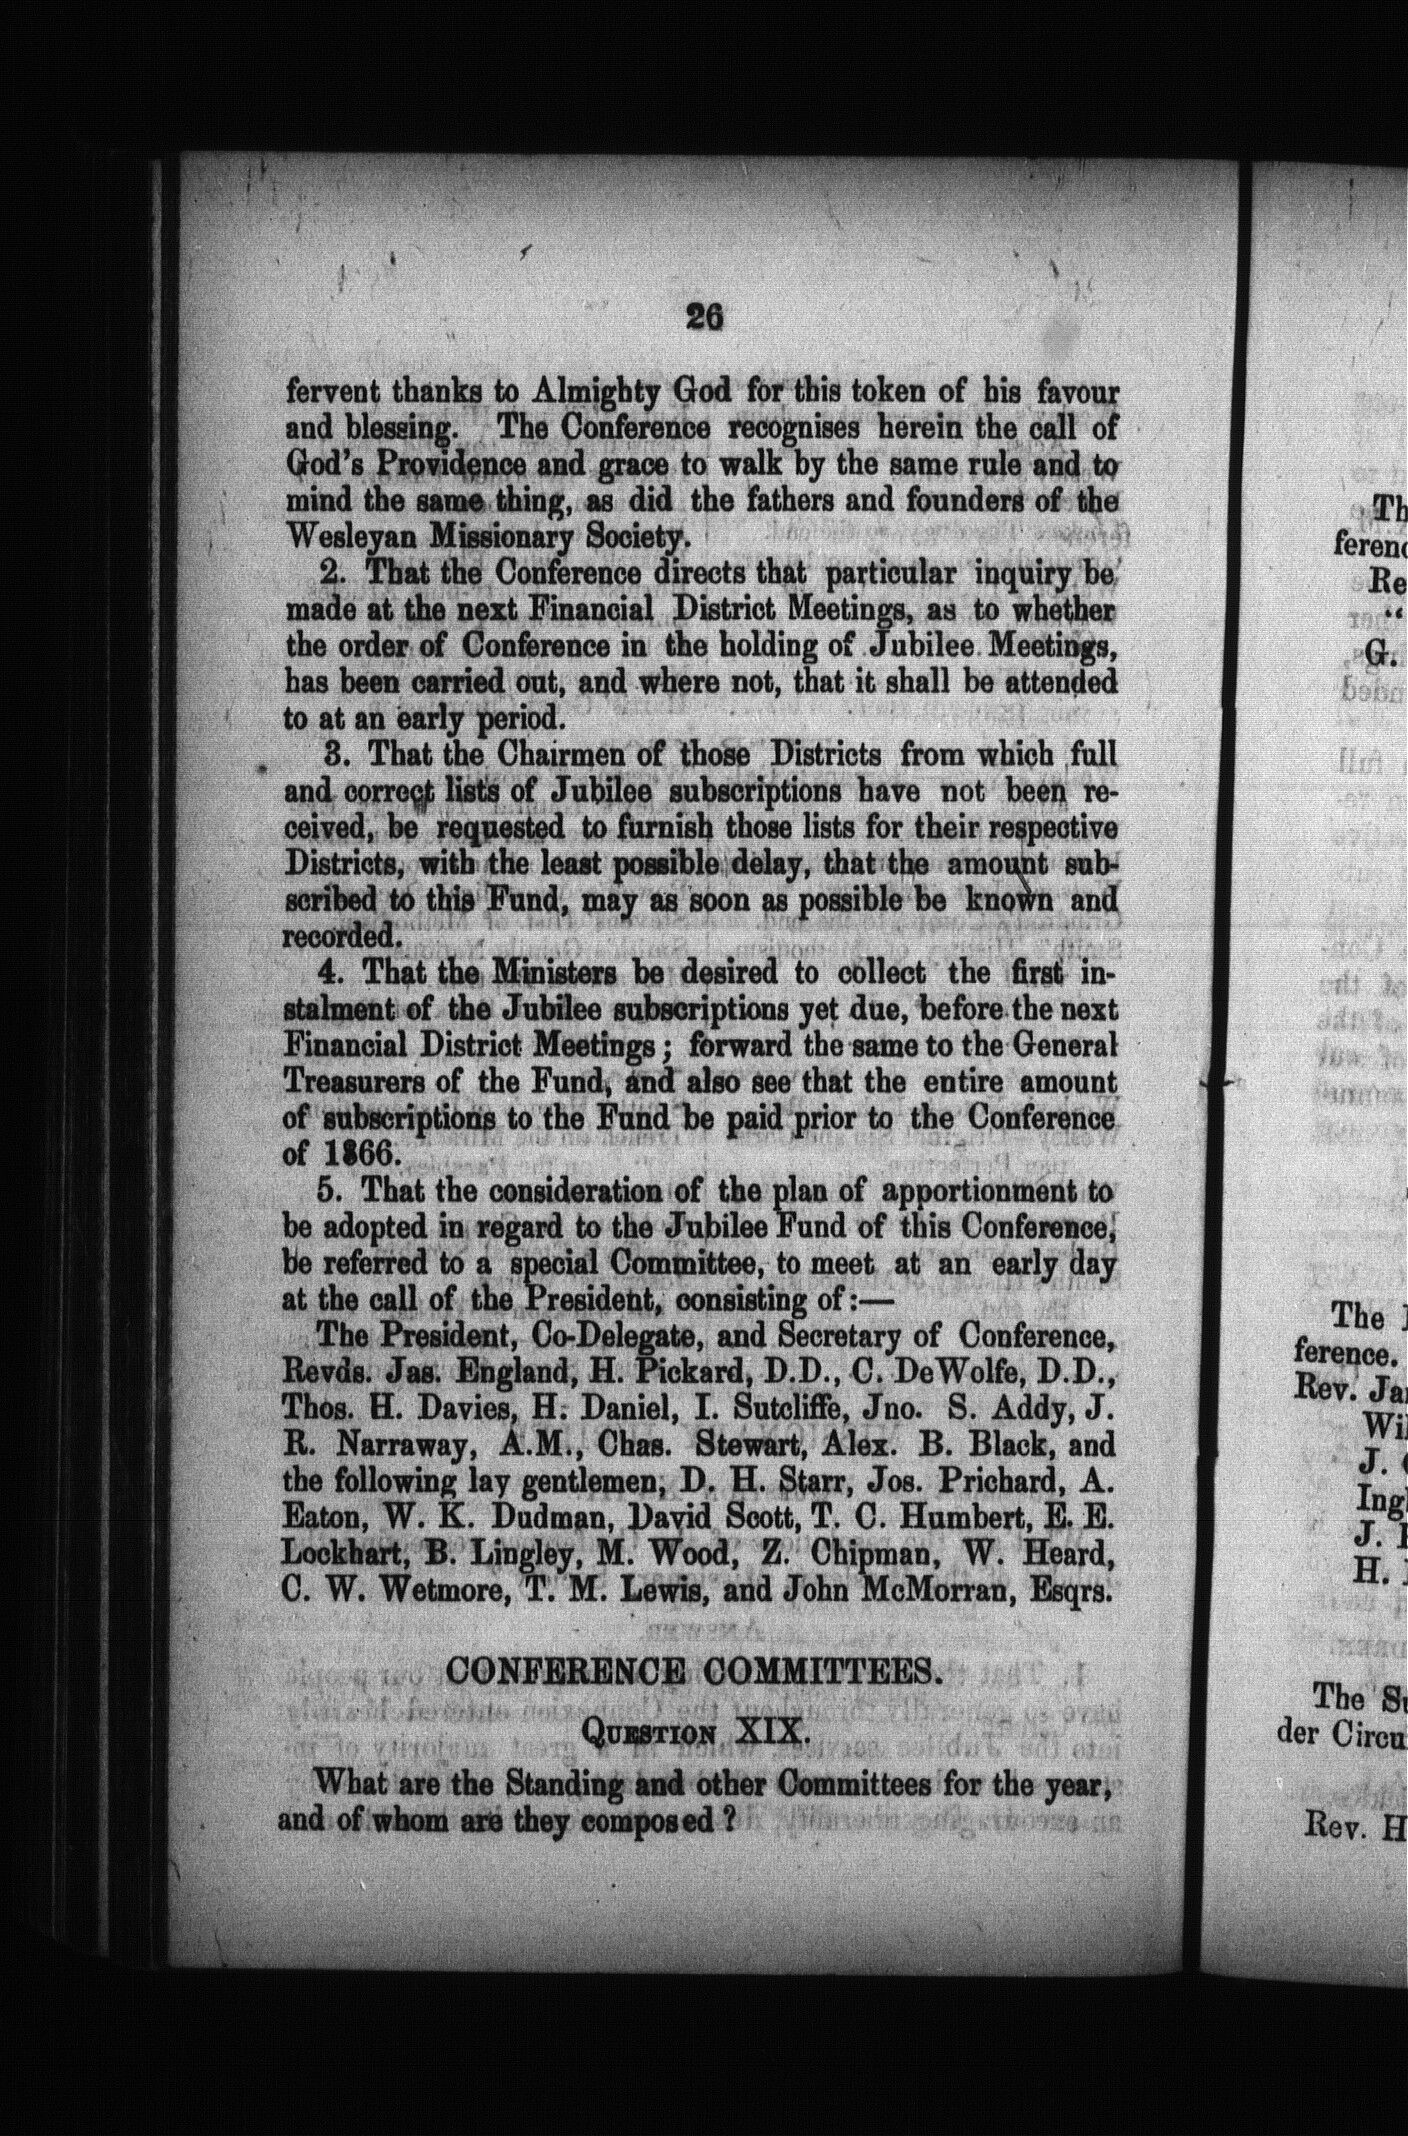 26
fervent thanks to Almighty God for this token of his favour
and blessing. The Conference recognises herein the call of
God's Providence and grace to walk by the same rule and to
mind the same thing, as did the fathers and founders of the
Wesleyan Missionary Society.
2. That the Conference directs that particular inquiry be
made at the next Financial District Meetings, as to whether
the order of Conference in the holding of Jubilee Meetings,
has been carried out, and where not, that it shall be attended
to at an early period.
3. That the Chairmen of those Districts from which full
and correct lists of Jubilee subscriptions have not been re-
ceived, be requested to furnish those lists for their respective
Districts, with the least possible delay, that the amount sub-
scribed to this Fund, may as soon as possible be known and
recorded.
4. That the Ministers be desired to collect the first in-
stalment of the Jubilee subscriptions yet due, before the next
Financial District Meetings; forward the same to the General
Treasurers of the Fund, and also see that the entire amount
of subscriptions to the Fund be paid prior to the Conference
of 1866.
5. That the consideration of the plan of apportionment to
be adopted in regard to the Jubilee Fund of this Conference,
be referred to a special Committee, to meet at an early day
at the call of the President, consisting of:—
The President, Co-Delegate, and Secretary of Conference,
Revds. Jas. England, H. Pickard, D.D., C. DeWolfe, D.D.,
Thos. H. Davies, H. Daniel, I. Sutcliffe, Jno. S. Addy, J.
R. Narraway, A.M., Chas. Stewart, Alex. B. Black, and
the following lay gentlemen, D. H. Starr, Jos. Prichard, A.
Eaton, W. K. Dudman, David Scott, T. C. Humbert, E. E.
Lockhart, B. Lingley, M. Wood, Z. Chipman, W. Heard,
C. W. Wetmore, T. M. Lewis, and John McMorran, Esqrs.
CONFERENCE COMMITTEES.
QUESTION XIX.
What are the Standing and other Committees for the year,
and of whom are they composed?
Th
ferenc
Re
"
G.
The
ference.
Rev. Jan
Wil
J.
Ingl
J.
H.
The Su
der Circu
Rev. H